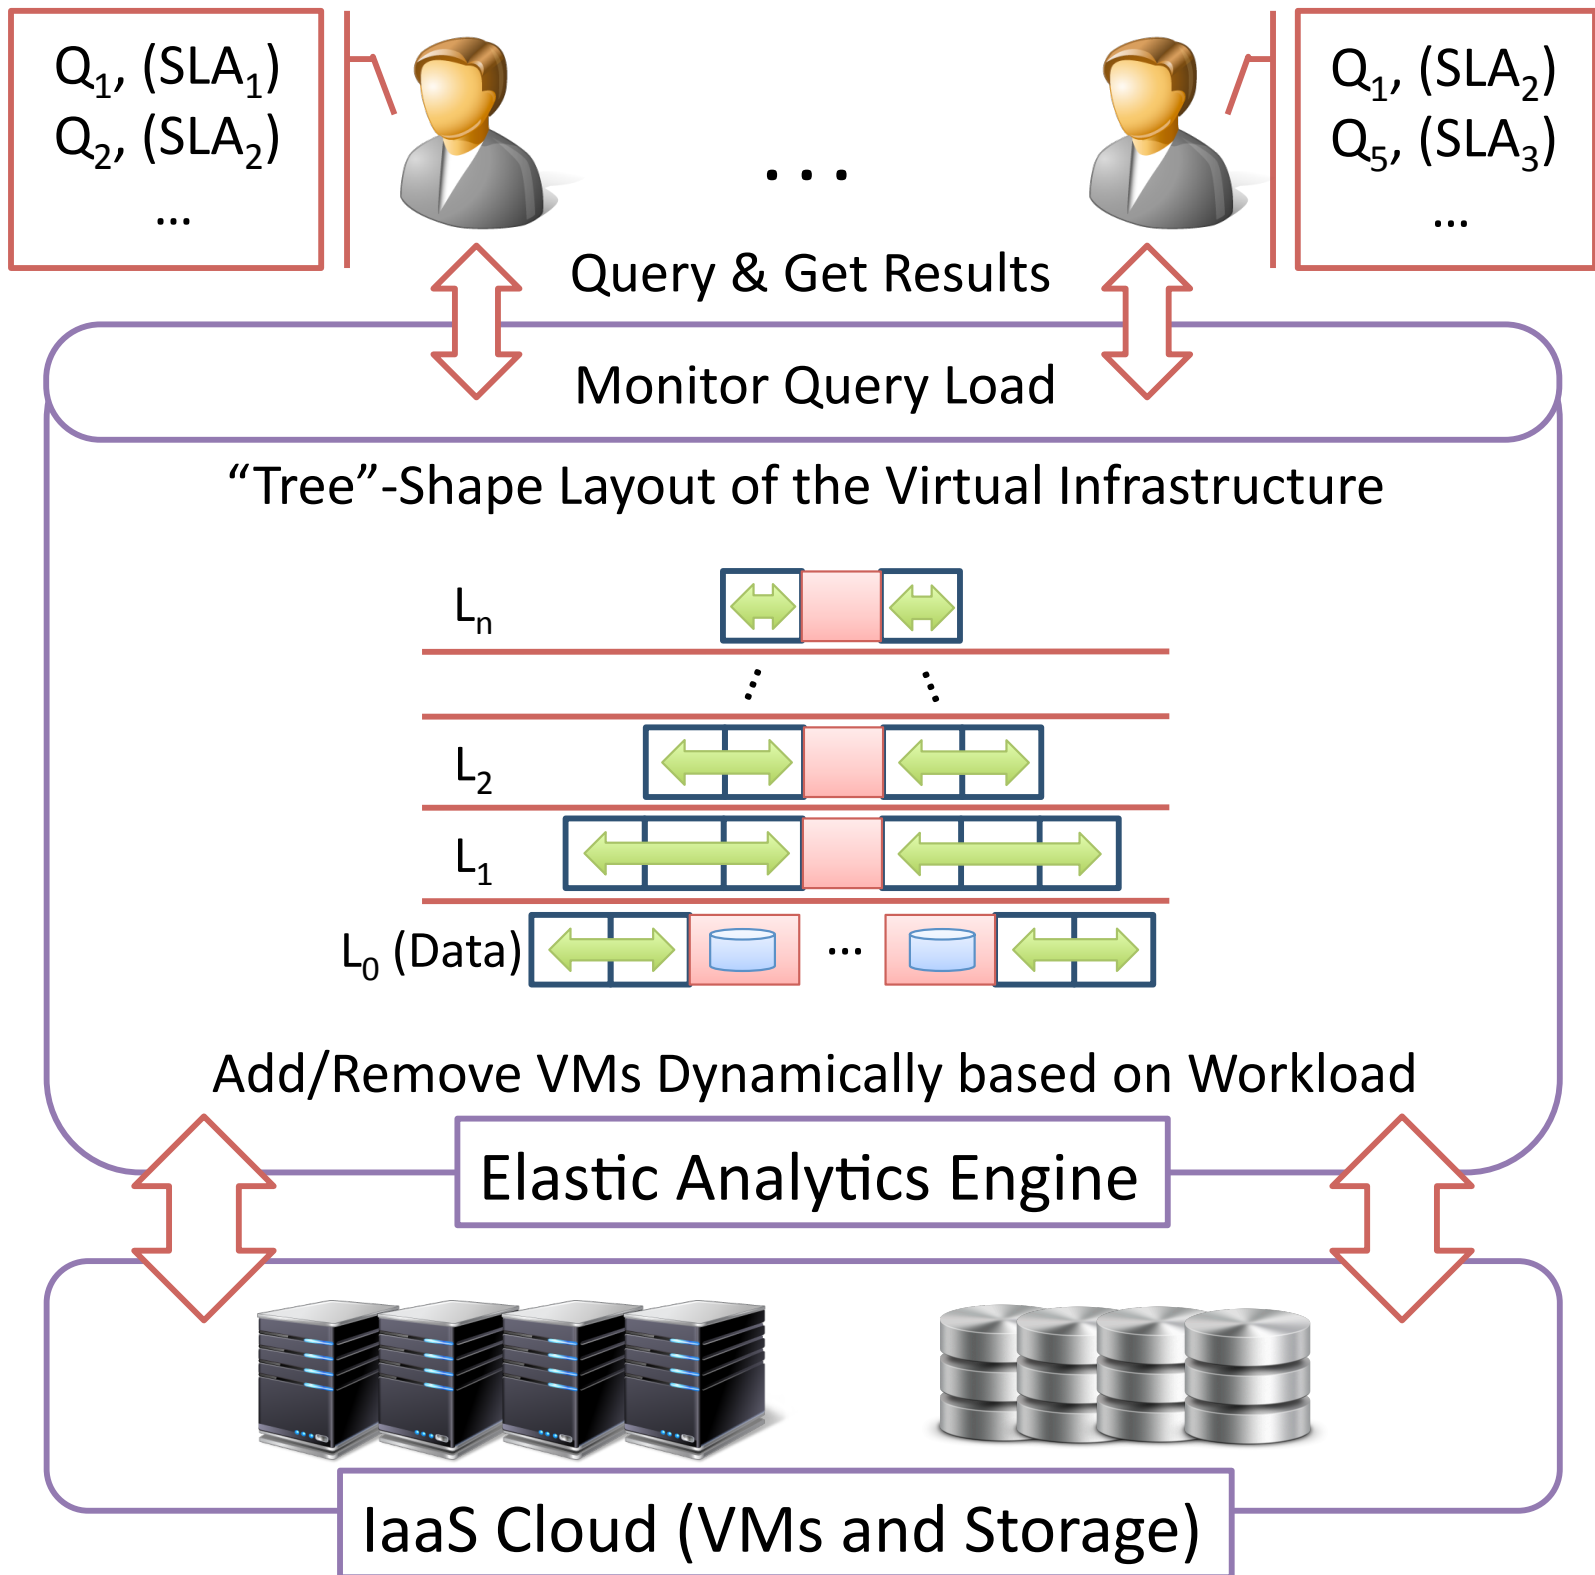 Q₁, (SLA₁)
Q₂, (SLA₂)
...
...
Q₁, (SLA₂)
Q₅, (SLA₃)
...
Query & Get Results
Monitor Query Load
“Tree”-Shape Layout of the Virtual Infrastructure
Lₙ
... ...
L₂
L₁
L₀ (Data) ...
Add/Remove VMs Dynamically based on Workload
Elastic Analytics Engine
IaaS Cloud (VMs and Storage)